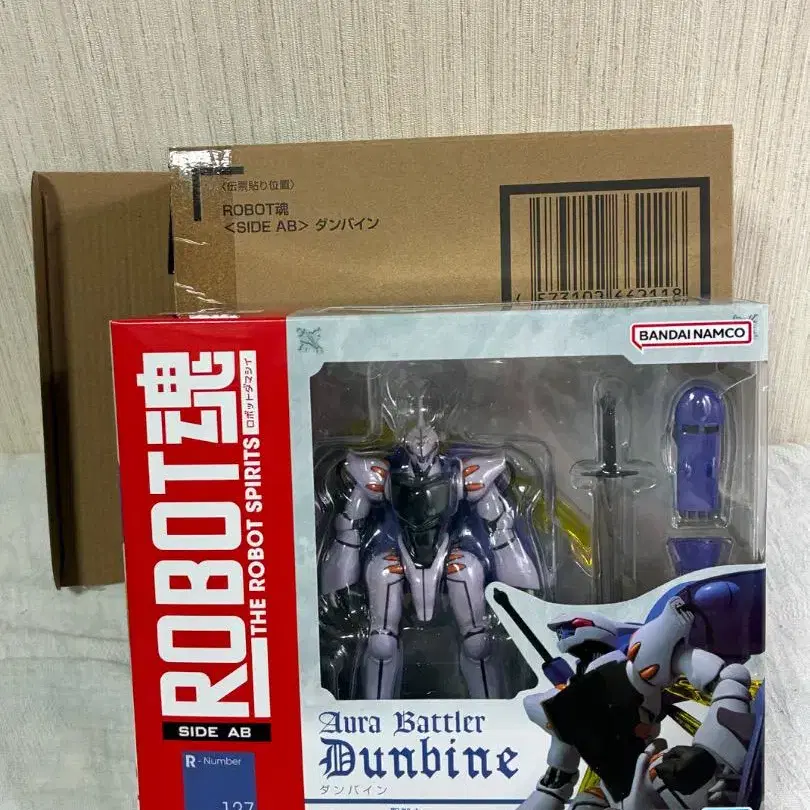 〈伝票貼り位置〉
ROBOT魂
＜SIDE AB＞ ダンバイン
BANDAI NAMCO
ROBOT魂
THE ROBOT SPIRITS
ロボットダマシイ
SIDE AB
R - Number
Aura Battler
Dunbine
ダンバイン